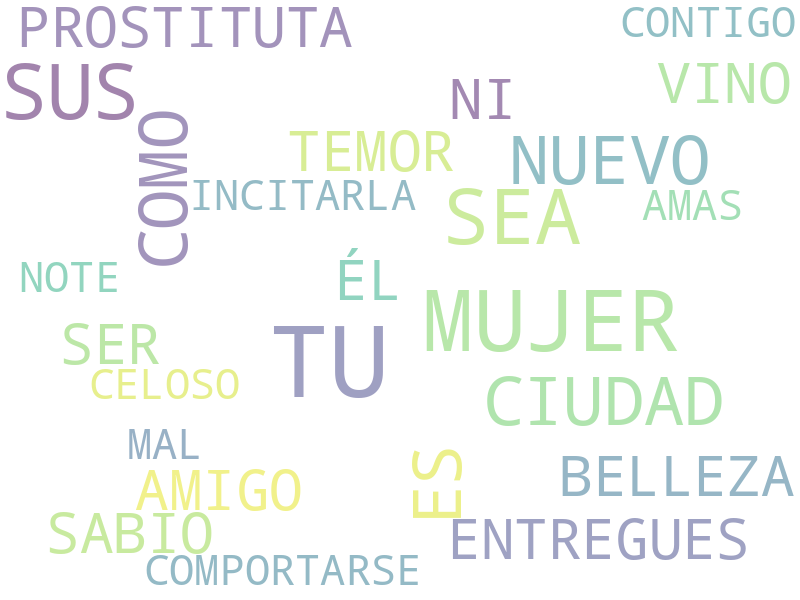 PROSTITUTA
CONTIGO
SUS
NI
VINO
COMO
TEMOR
NUEVO
INCITARLA
SEA
AMAS
NOTE
ÉL
MUJER
SER
TU
CELOSO
CIUDAD
MAL
AMIGO
ES
BELLEZA
SABIO
ENTREGUES
COMPORTARSE